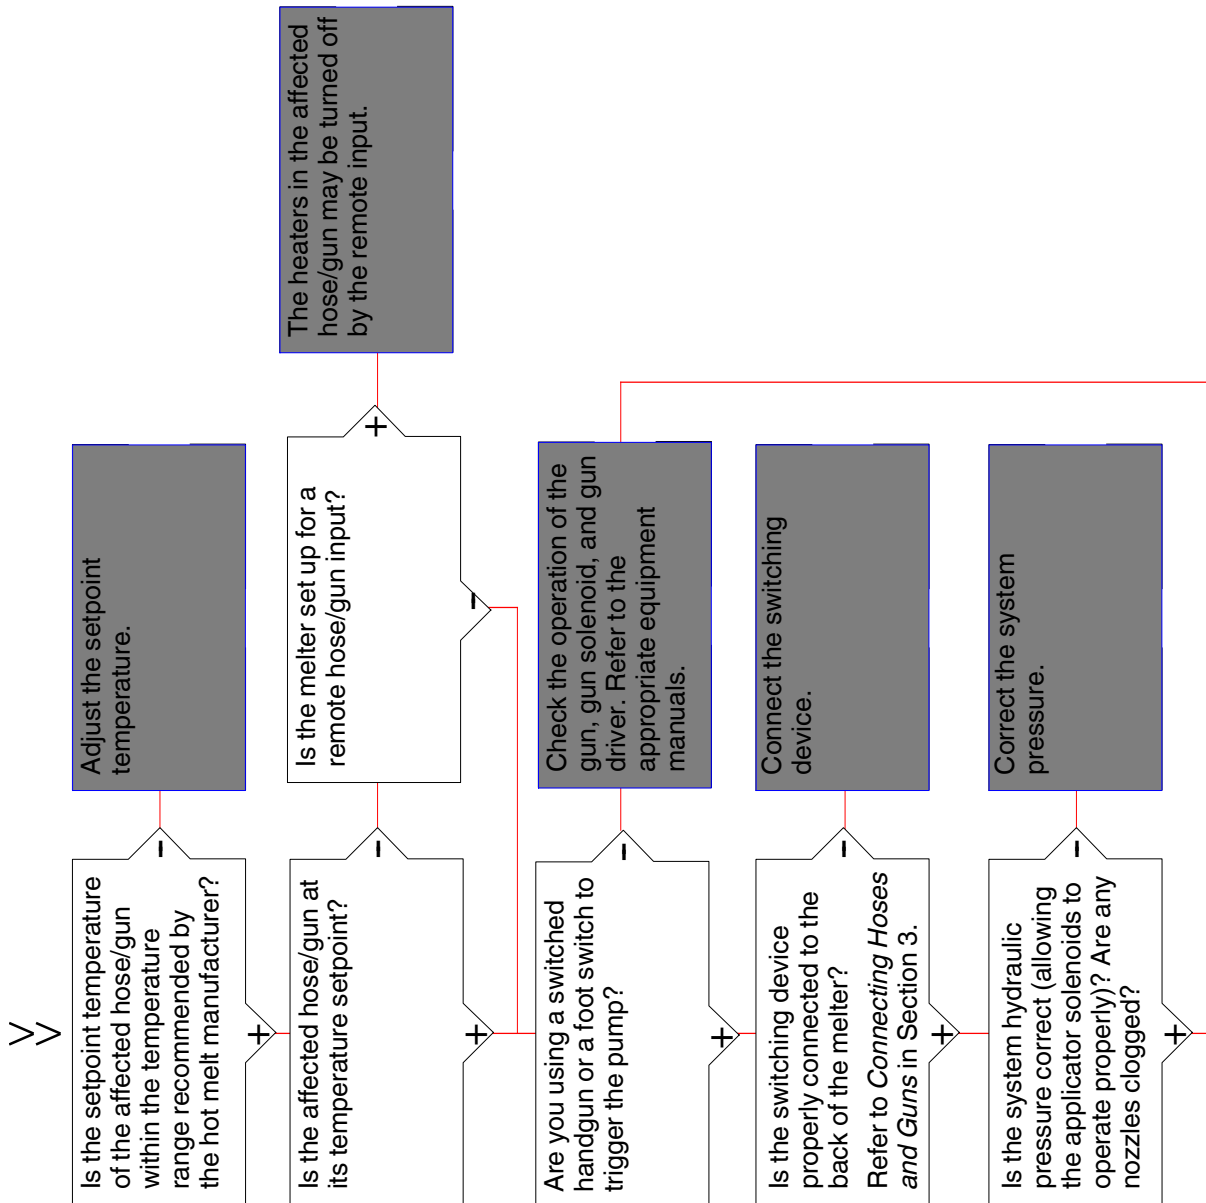 >>
Is the setpoint temperature
of the affected hose/gun
within the temperature
range recommended by
the hot melt manufacturer?
-
Adjust the setpoint
temperature.
+
Is the affected hose/gun at
its temperature setpoint?
-
Is the melter set up for a
remote hose/gun input?
+
The heaters in the affected
hose/gun may be turned off
by the remote input.
-
+
Are you using a switched
handgun or a foot switch to
trigger the pump?
-
Check the operation of the
gun, gun solenoid, and gun
driver. Refer to the
appropriate equipment
manuals.
+
Is the switching device
properly connected to the
back of the melter?
Refer to Connecting Hoses
and Guns in Section 3.
-
Connect the switching
device.
+
Is the system hydraulic
pressure correct (allowing
the applicator solenoids to
operate properly)? Are any
nozzles clogged?
-
Correct the system
pressure.
+